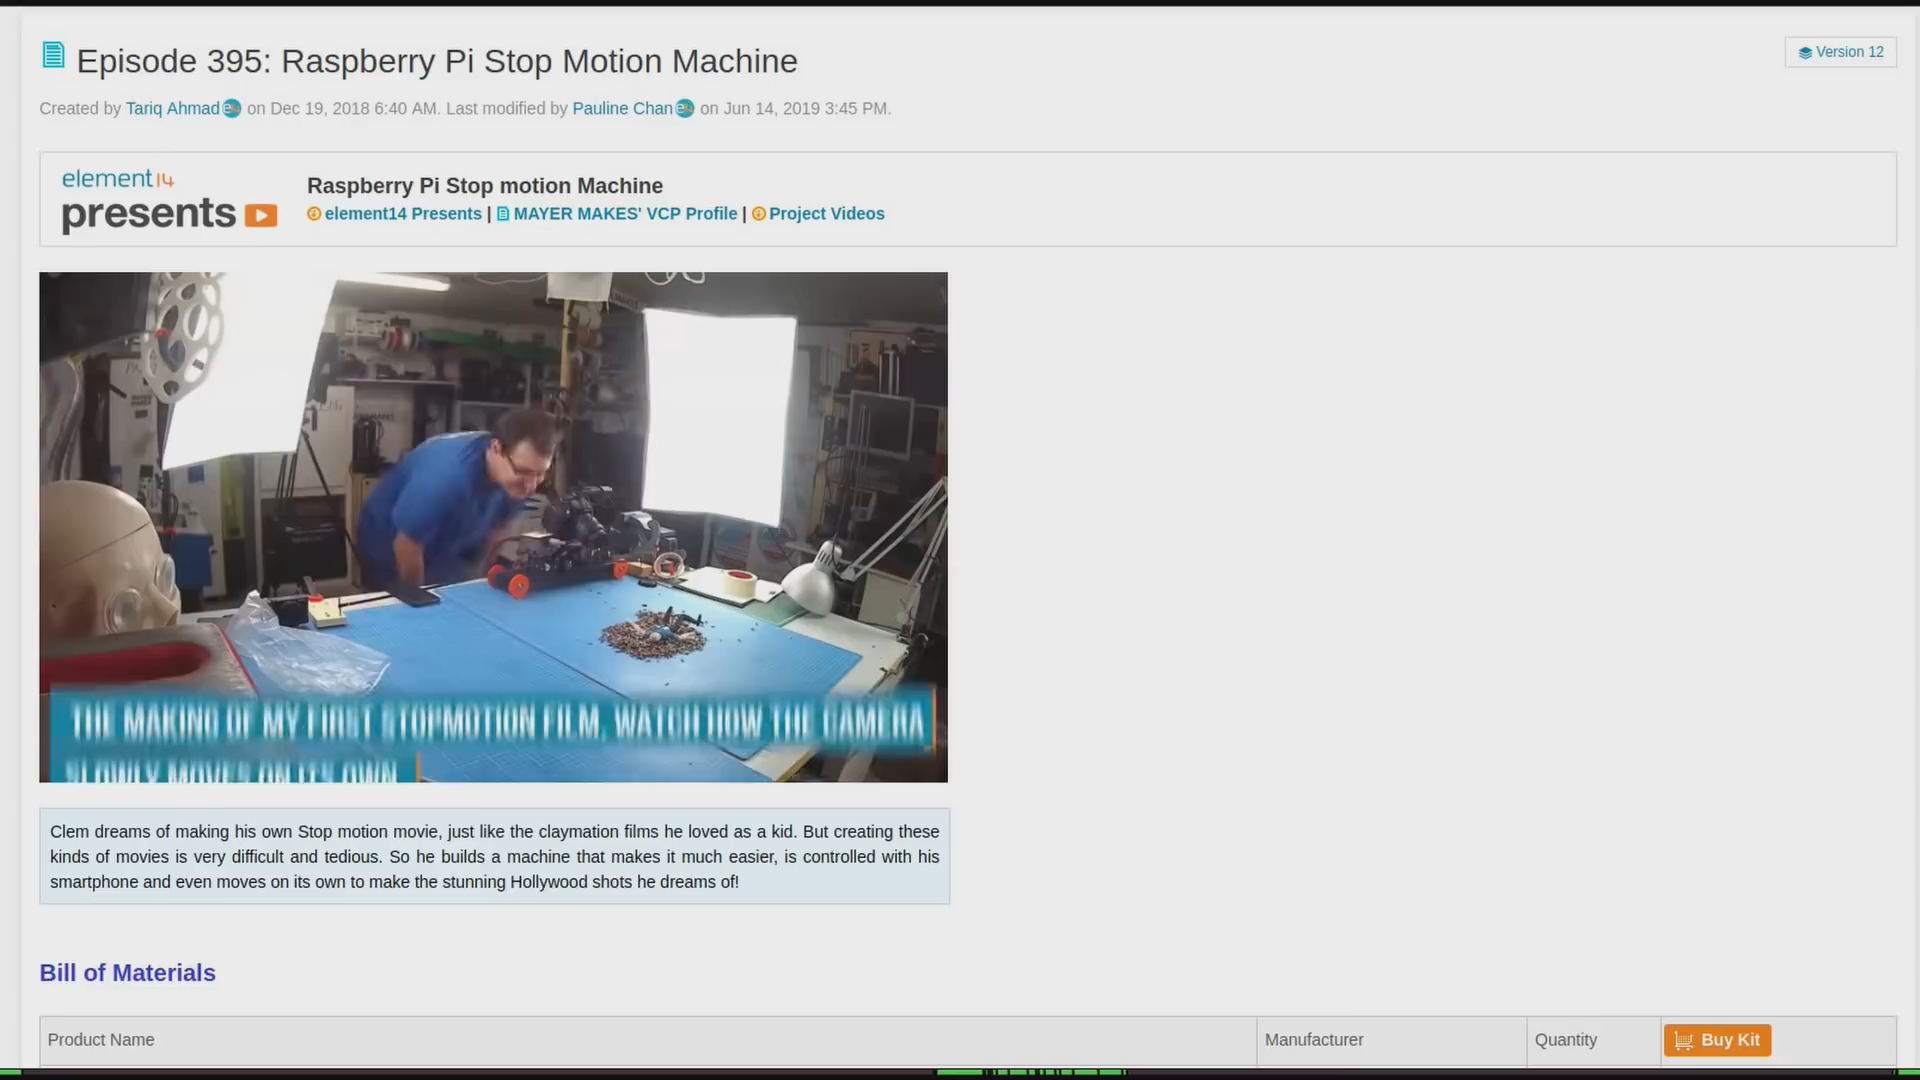 Episode 395: Raspberry Pi Stop Motion Machine
Version 12
Created by Tariq Ahmad on Dec 19, 2018 6:40 AM. Last modified by Pauline Chan on Jun 14, 2019 3:45 PM.
element14
presents
Raspberry Pi Stop motion Machine
element14 Presents | MAYER MAKES' VCP Profile | Project Videos
THE MAKING OF MY FIRST STOPMOTION FILM, WATCH HOW THE CAMERA
SLOWLY MOVES ON ITS OWN
Clem dreams of making his own Stop motion movie, just like the claymation films he loved as a kid. But creating these
kinds of movies is very difficult and tedious. So he builds a machine that makes it much easier, is controlled with his
smartphone and even moves on its own to make the stunning Hollywood shots he dreams of!
Bill of Materials
Product Name Manufacturer Quantity Buy Kit